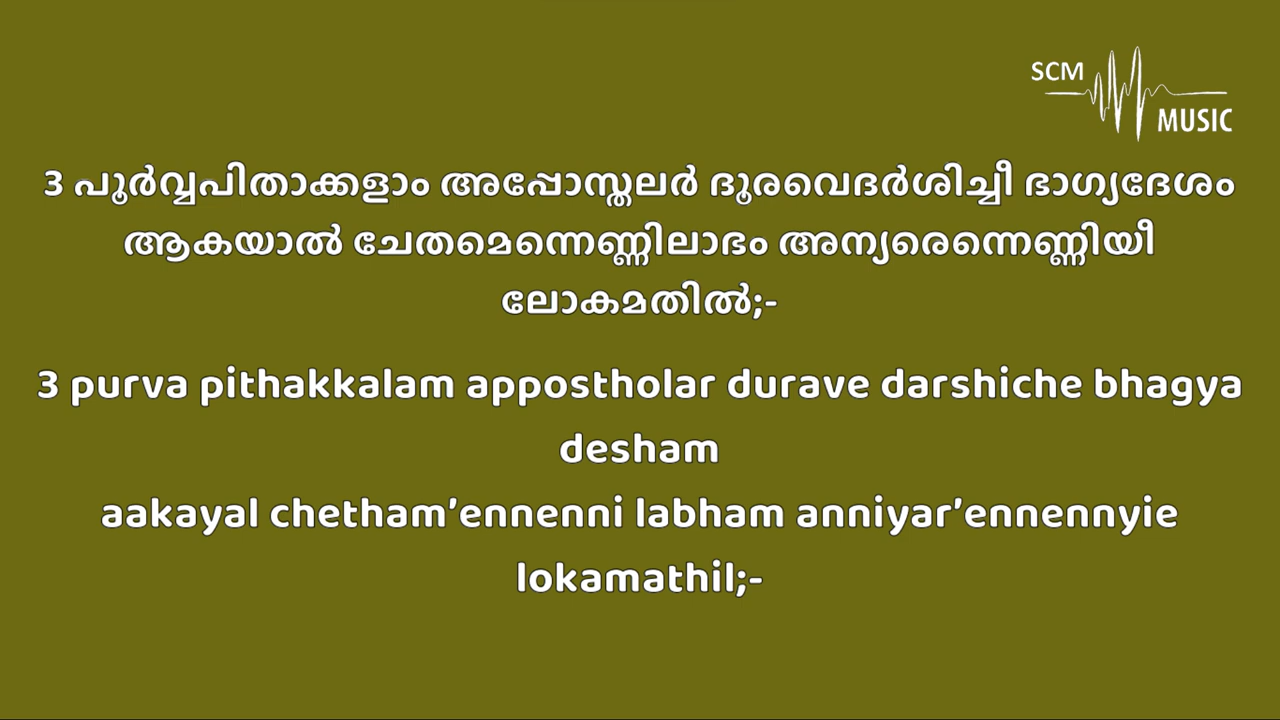 SCM
MUSIC
3 പൂർവ്വപിതാക്കളാം അപ്പോസ്തലർ ദൂരവെദർശിച്ചീ ഭാഗ്യദേശം
ആകയാൽ ചേതമെന്നെണ്ണിലാഭം അന്യരെന്നെണ്ണിയീ
ലോകമതിൽ;-
3 purva pithakkalam appostholar durave darshiche bhagya
desham
aakayal chetham’ennenni labham anniyar’ennennyie
lokamathil;-